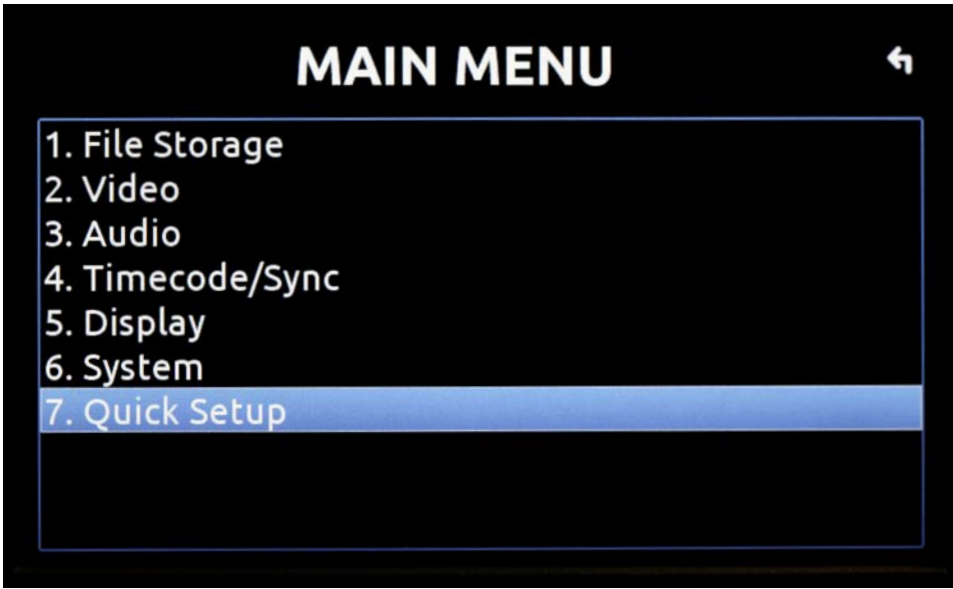 MAIN MENU
1. File Storage
2. Video
3. Audio
4. Timecode/Sync
5. Display
6. System
7. Quick Setup